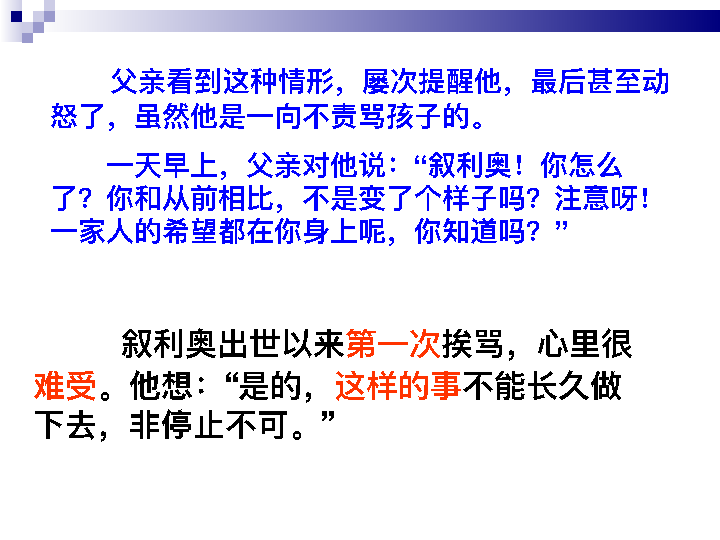 父亲看到这种情形，屡次提醒他，最后甚至动
怒了，虽然他是一向不责骂孩子的。
一天早上，父亲对他说：“叙利奥！你怎么
了？你和从前相比，不是变了个样子吗？注意呀！
一家人的希望都在你身上呢，你知道吗？”
叙利奥出世以来第一次挨骂，心里很
难受。他想：“是的，这样的事不能长久做
下去，非停止不可。”